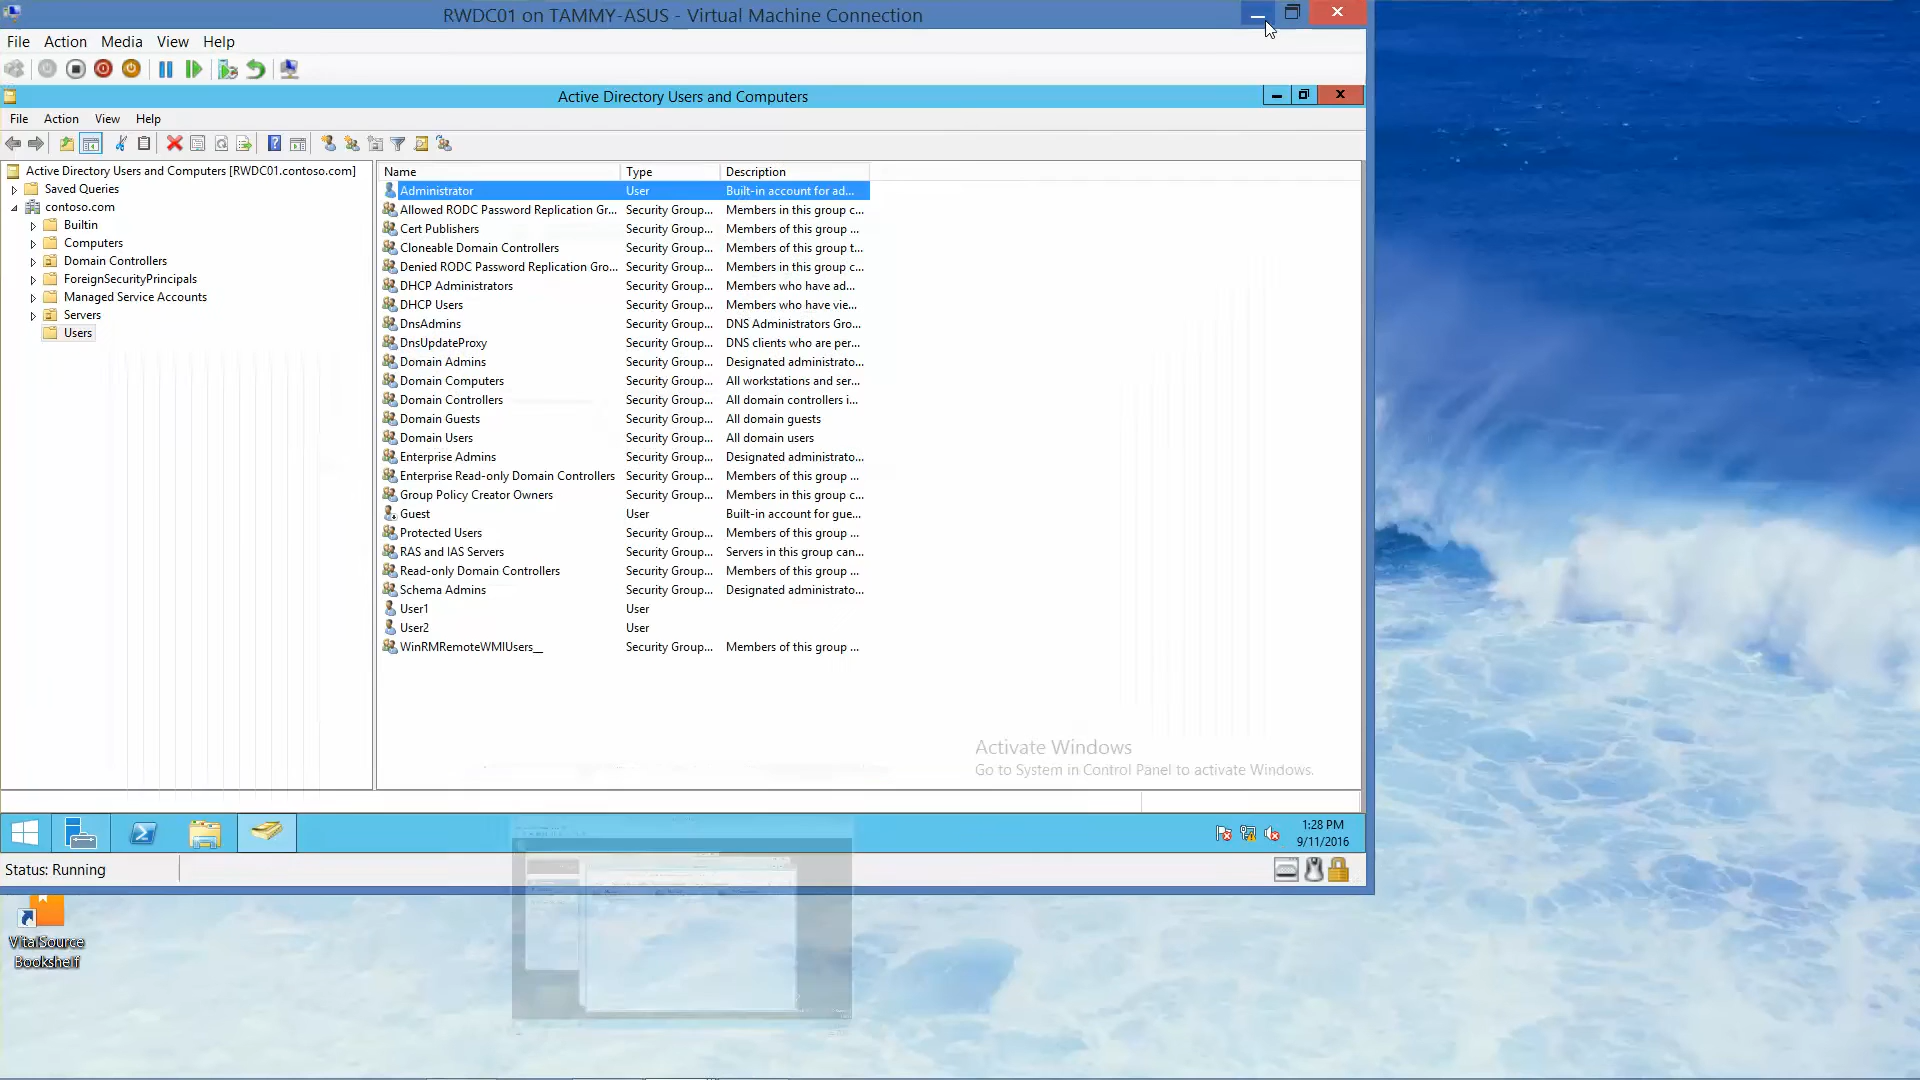 RWDC01 on TAMMY-ASUS - Virtual Machine Connection
File Action Media View Help
Active Directory Users and Computers
File Action View Help
Active Directory Users and Computers [RWDC01.contoso.com]
Saved Queries
contoso.com
Builtin
Computers
Domain Controllers
ForeignSecurityPrincipals
Managed Service Accounts
Servers
Users
Name Type Description
Administrator User Built-in account for ad...
Allowed RODC Password Replication Gr... Security Group... Members in this group c...
Cert Publishers Security Group... Members of this group ...
Cloneable Domain Controllers Security Group... Members of this group t...
Denied RODC Password Replication Gro... Security Group... Members in this group c...
DHCP Administrators Security Group... Members who have ad...
DHCP Users Security Group... Members who have vie...
DnsAdmins Security Group... DNS Administrators Gro...
DnsUpdateProxy Security Group... DNS clients who are per...
Domain Admins Security Group... Designated administrato...
Domain Computers Security Group... All workstations and ser...
Domain Controllers Security Group... All domain controllers i...
Domain Guests Security Group... All domain guests
Domain Users Security Group... All domain users
Enterprise Admins Security Group... Designated administrato...
Enterprise Read-only Domain Controllers Security Group... Members of this group ...
Group Policy Creator Owners Security Group... Members in this group c...
Guest User Built-in account for gue...
Protected Users Security Group... Members of this group ...
RAS and IAS Servers Security Group... Servers in this group can...
Read-only Domain Controllers Security Group... Members of this group ...
Schema Admins Security Group... Designated administrato...
User1 User
User2 User
WinRMRemoteWMIUsers__ Security Group... Members of this group ...
Activate Windows
Go to System in Control Panel to activate Windows.
1:28 PM
9/11/2016
Status: Running
VitalSource
Bookshelf